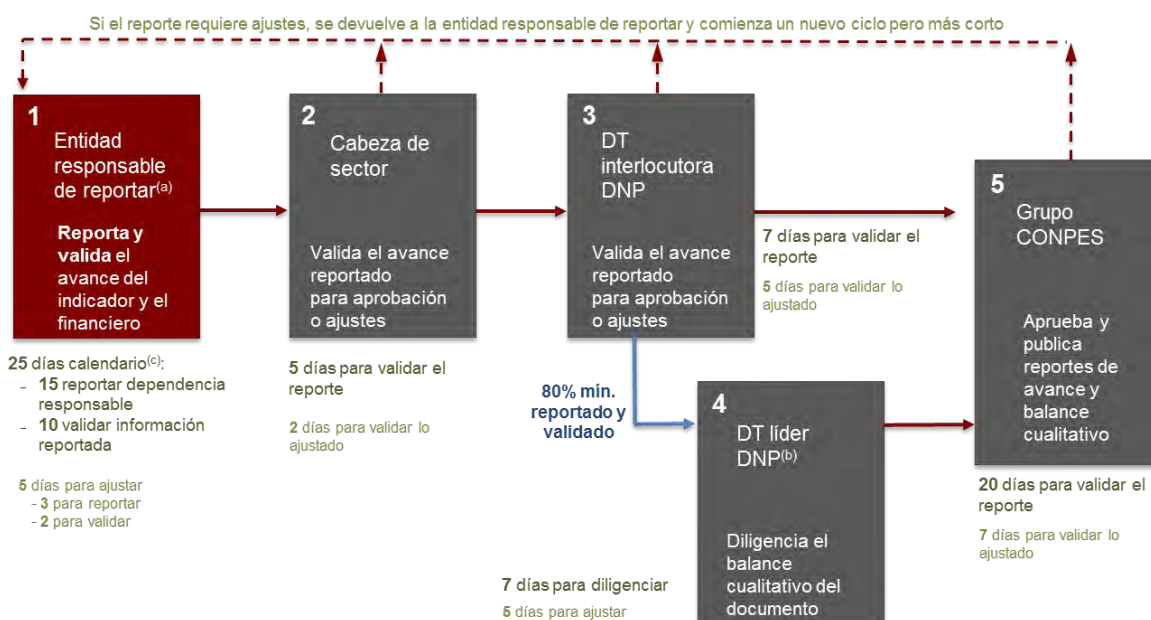 Si el reporte requiere ajustes, se devuelve a la entidad responsable de reportar y comienza un nuevo ciclo pero más corto
1
Entidad
responsable
de reportar(a)
Reporta y
valida el
avance del
indicador y el
financiero
25 días calendario(c):
- 15 reportar dependencia
responsable
- 10 validar información
reportada
5 días para ajustar
- 3 para reportar
- 2 para validar
2
Cabeza de
sector
Valida el avance
reportado
para aprobación
o ajustes
5 días para validar el
reporte
2 días para validar lo
ajustado
3
DT
interlocutora
DNP
Valida el avance
reportado
para aprobación
o ajustes
7 días para validar el
reporte
5 días para validar lo
ajustado
80% mín.
reportado y
validado
4
DT líder
DNP(b)
Diligencia el
balance
cualitativo del
documento
7 días para diligenciar
5 días para ajustar
5
Grupo
CONPES
Aprueba y
publica
reportes de
avance y
balance
cualitativo
20 días para validar el
reporte
7 días para validar lo
ajustado